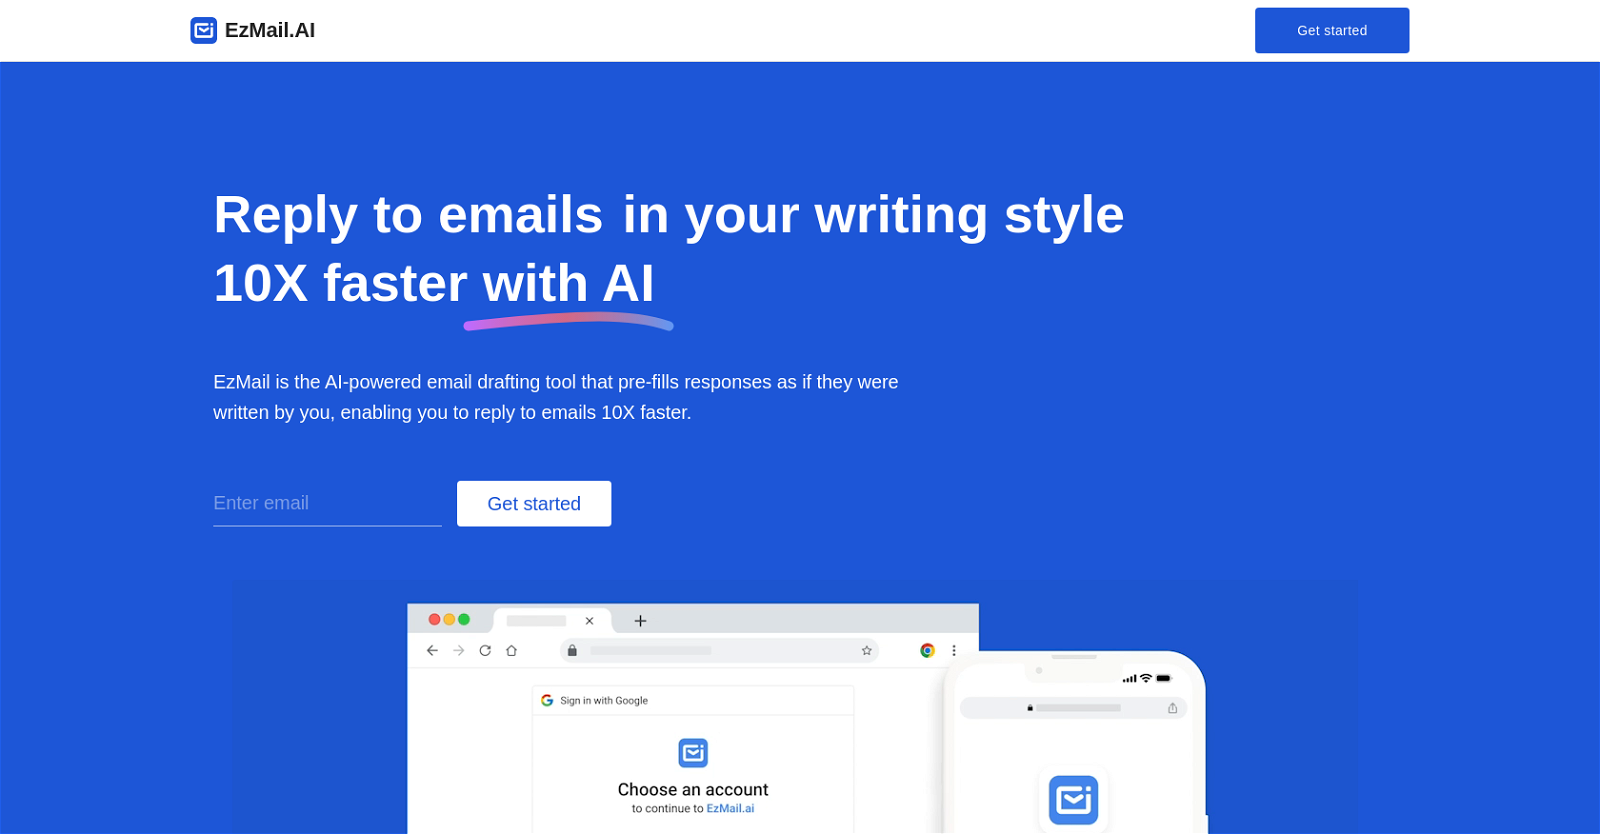 EzMail.AI
Get started
Reply to emails in your writing style
10X faster with AI
EzMail is the AI-powered email drafting tool that pre-fills responses as if they were
written by you, enabling you to reply to emails 10X faster.
Enter email
Get started
Sign in with Google
Choose an account
to continue to EzMail.ai